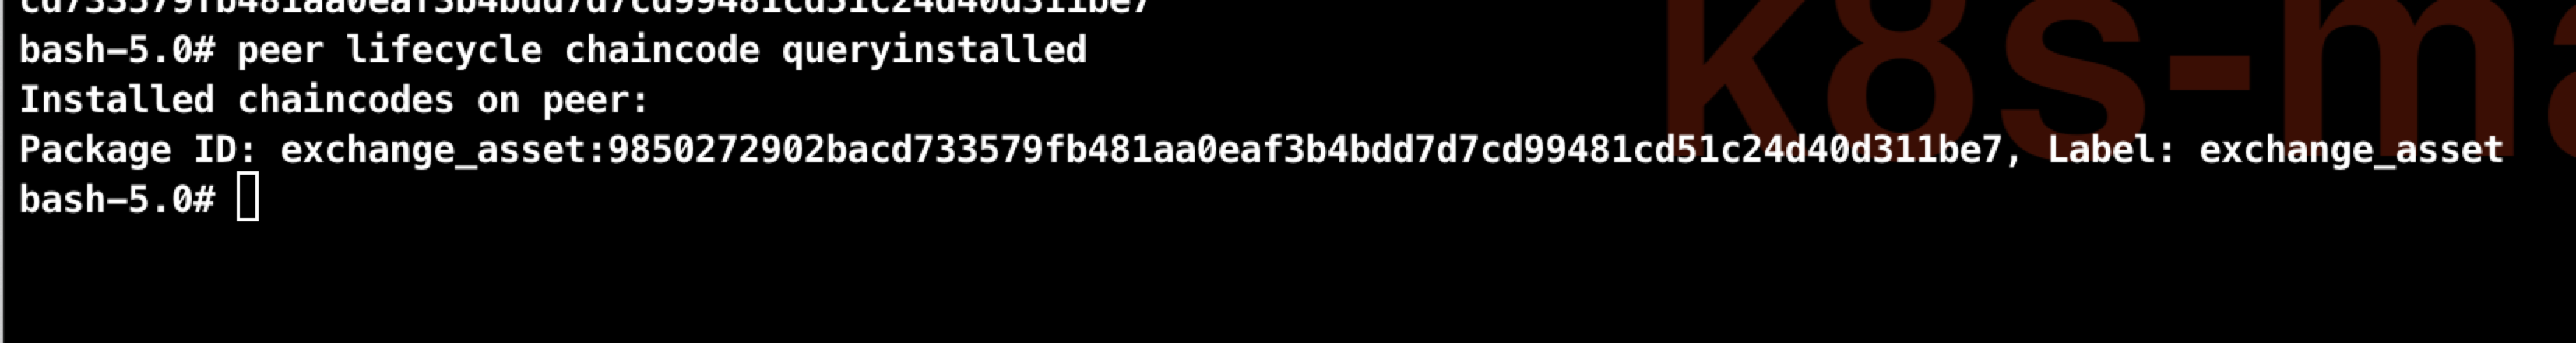 cd733579fb481aa0eaf3b4bdd7d7cd99481cd51c24d40d311be7
bash-5.0# peer lifecycle chaincode queryinstalled
Installed chaincodes on peer:
Package ID: exchange_asset:9850272902bacd733579fb481aa0eaf3b4bdd7d7cd99481cd51c24d40d311be7, Label: exchange_asset
bash-5.0#
k8s-ma